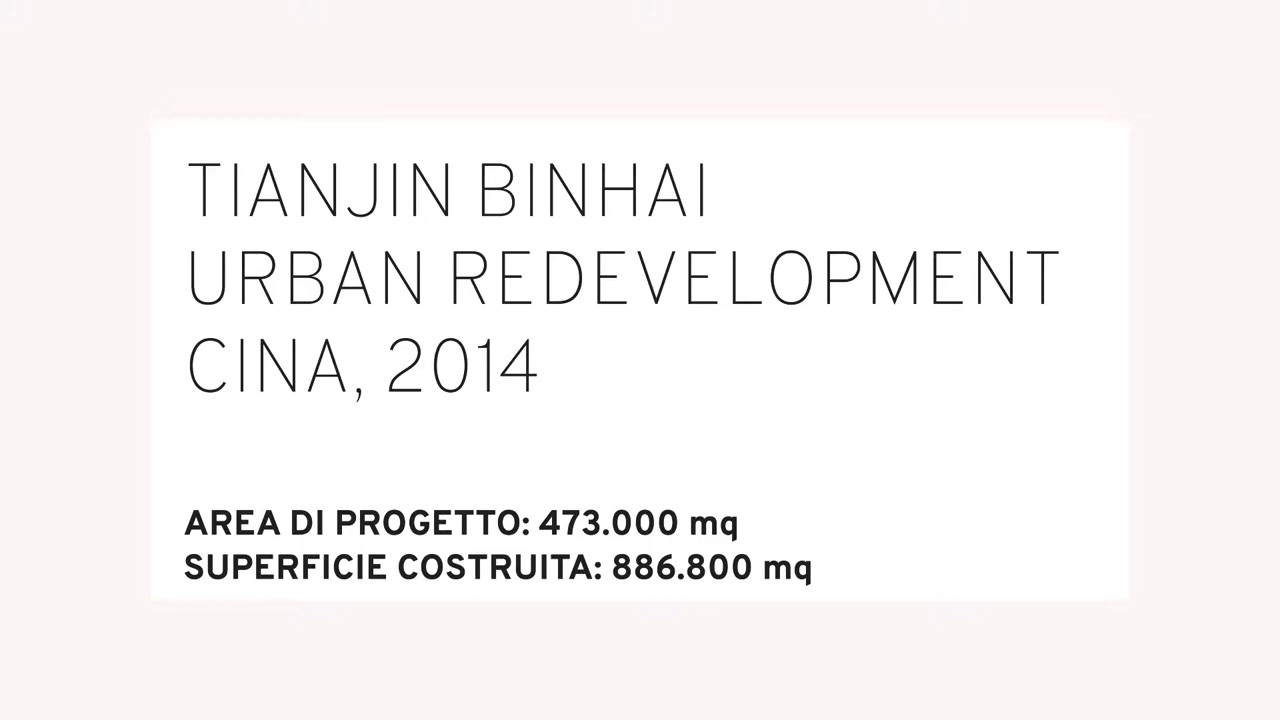 TIANJIN BINHAI
URBAN REDEVELOPMENT
CINA, 2014
AREA DI PROGETTO: 473.000 mq
SUPERFICIE COSTRUITA: 886.800 mq